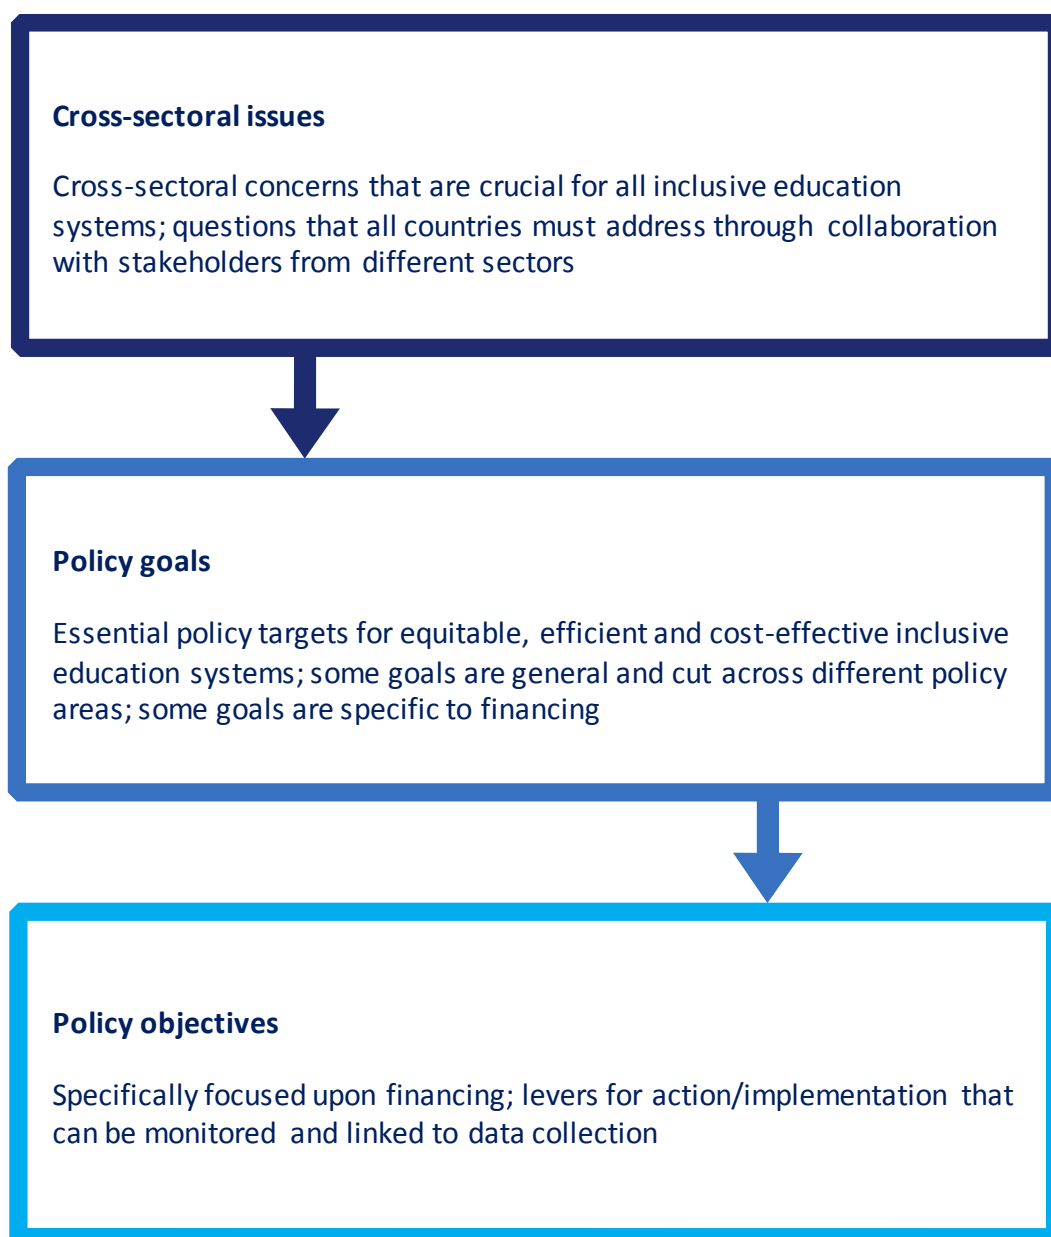 Cross-sectoral issues
Cross-sectoral concerns that are crucial for all inclusive education
systems; questions that all countries must address through collaboration
with stakeholders from different sectors
Policy goals
Essential policy targets for equitable, efficient and cost-effective inclusive
education systems; some goals are general and cut across different policy
areas; some goals are specific to financing
Policy objectives
Specifically focused upon financing; levers for action/implementation that
can be monitored and linked to data collection